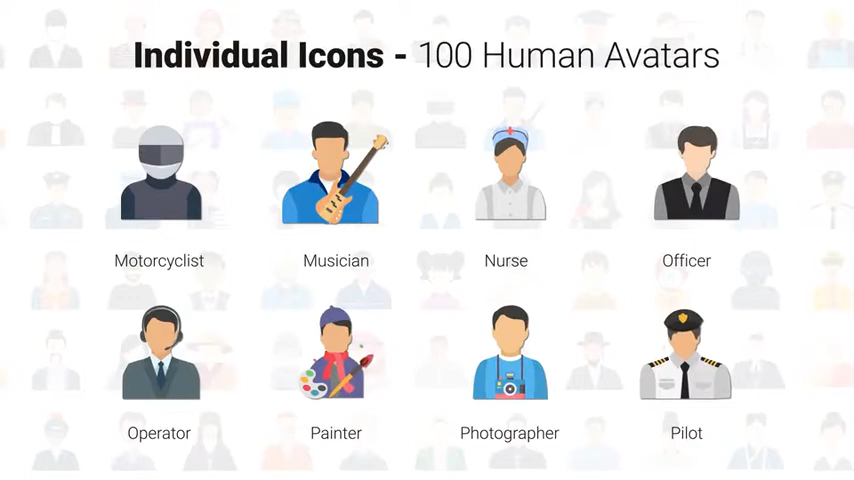 Individual Icons - 100 Human Avatars
Motorcyclist
Musician
Nurse
Officer
Operator
Painter
Photographer
Pilot